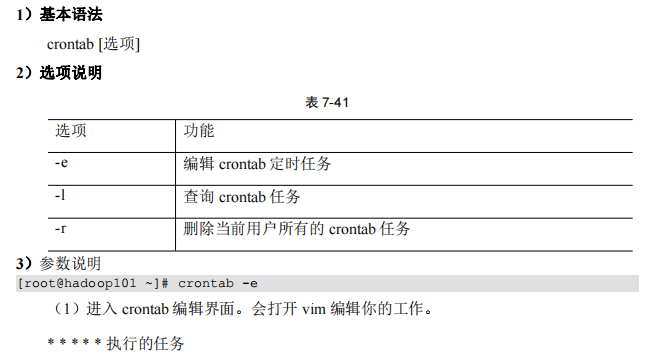 1）基本语法
crontab [选项]
2）选项说明
表 7-41
选项 功能
-e 编辑 crontab 定时任务
-l 查询 crontab 任务
-r 删除当前用户所有的 crontab 任务
3）参数说明
[root@hadoop101 ~]# crontab -e
（1）进入 crontab 编辑界面。会打开 vim 编辑你的工作。
* * * * * 执行的任务